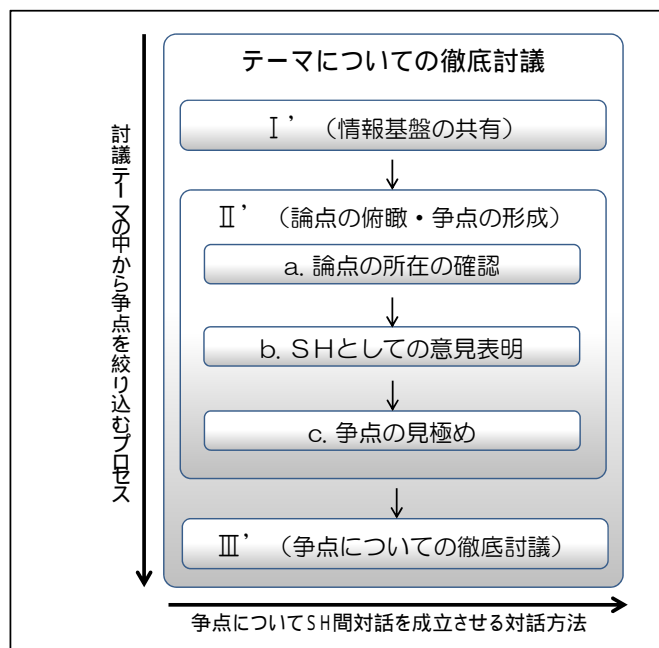 テーマについての徹底討議
Ⅰ’（情報基盤の共有）
Ⅱ’（論点の俯瞰・争点の形成）
a. 論点の所在の確認
b. ＳＨとしての意見表明
c. 争点の見極め
Ⅲ’（争点についての徹底討議）
討議テーマの中から争点を絞り込むプロセス
争点についてSH間対話を成立させる対話方法